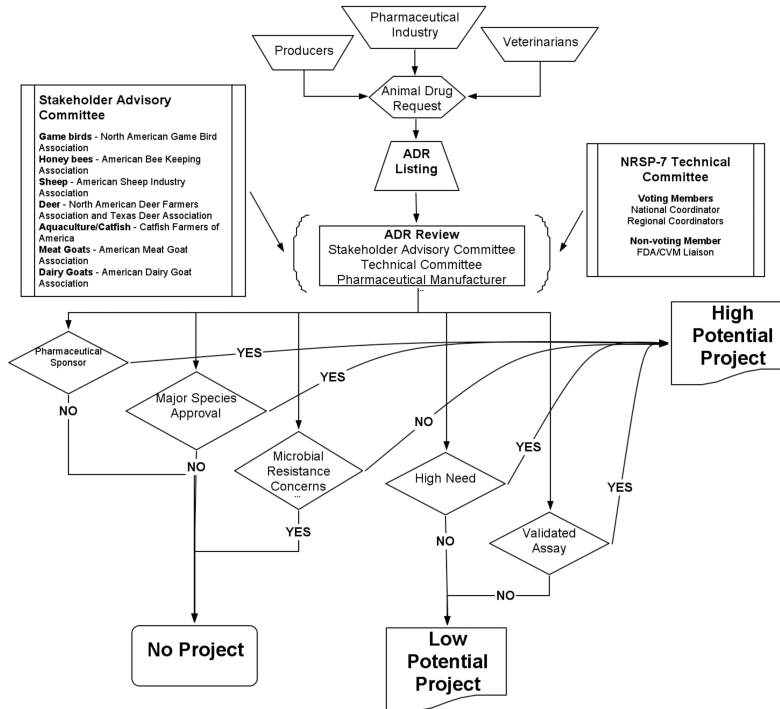 Pharmaceutical
Industry
Producers
Veterinarians
Animal Drug
Request
Stakeholder Advisory
Committee
Game birds - North American Game Bird
Association
Honey bees - American Bee Keeping
Association
Sheep - American Sheep Industry
Association
Deer - North American Deer Farmers
Association and Texas Deer Association
Aquaculture/Catfish - Catfish Farmers of
America
Meat Goats - American Meat Goat
Association
Dairy Goats - American Dairy Goat
Association
ADR
Listing
NRSP-7 Technical
Committee
Voting Members
National Coordinator
Regional Coordinators
Non-voting Member
FDA/CVM Liaison
ADR Review
Stakeholder Advisory Committee
Technical Committee
Pharmaceutical Manufacturer
...
High
Potential
Project
Pharmaceutical
Sponsor
YES
NO
Major Species
Approval
YES
NO
Microbial
Resistance
Concerns
...
NO
YES
High Need
YES
NO
Validated
Assay
YES
NO
No Project
Low
Potential
Project